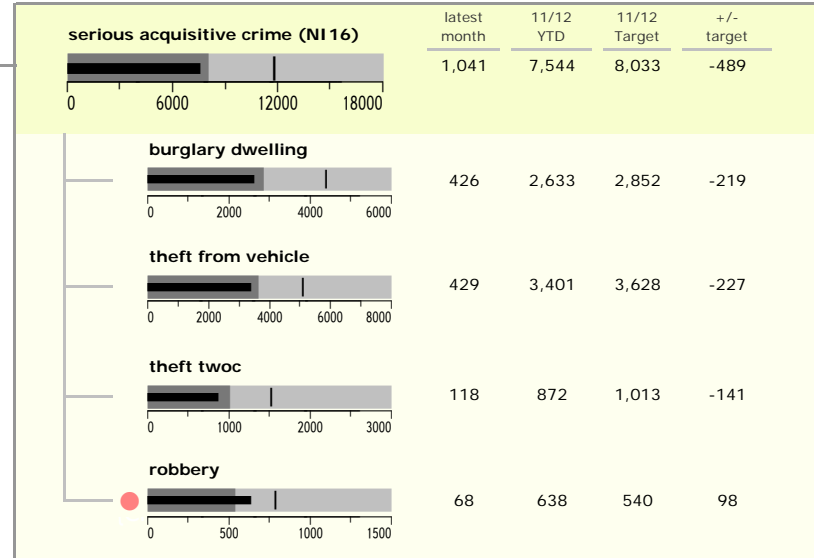 latest 11/12 11/12 +/-
serious acquisitive crime (NI16) month YTD Target target
1,041 7,544 8,033 -489
0 6000 12000 18000
burglary dwelling
426 2,633 2,852 -219
0 2000 4000 6000
theft from vehicle
429 3,401 3,628 -227
0 2000 4000 6000 8000
theft twoc
118 872 1,013 -141
0 1000 2000 3000
robbery
68 638 540 98
0 500 1000 1500